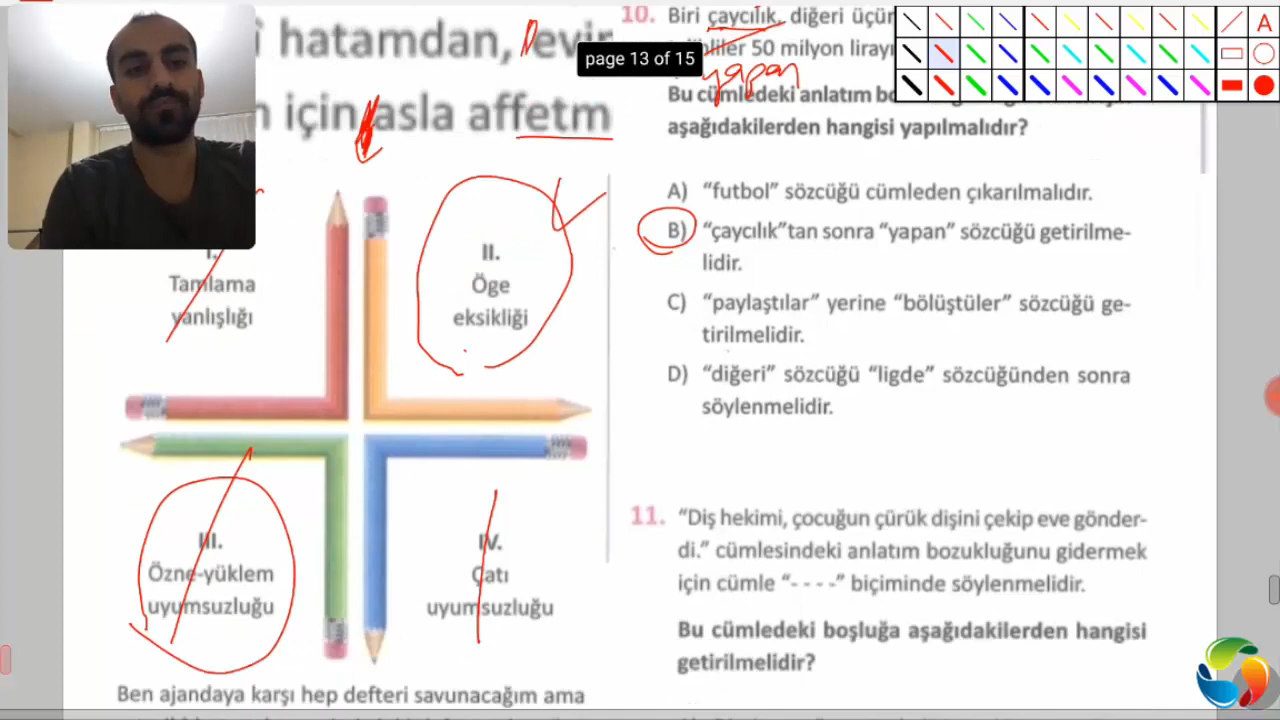 î hatamdan, evir
için asla affetm
page 13 of 15
I.
Tamlama
yanlışlığı
II.
Öge
eksikliği
III.
Özne-yüklem
uyumsuzluğu
IV.
Çatı
uyumsuzluğu
Ben ajandaya karşı hep defteri savunacağım ama
10. Biri çaycılık, diğeri üçün
50 milyon liray
yapan
Bu cümledeki anlatım bo
aşağıdakilerden hangisi yapılmalıdır?
A) “futbol” sözcüğü cümleden çıkarılmalıdır.
B) “çaycılık”tan sonra “yapan” sözcüğü getirilme-
lidir.
C) “paylaştılar” yerine “bölüştüler” sözcüğü ge-
tirilmelidir.
D) “diğeri” sözcüğü “ligde” sözcüğünden sonra
söylenmelidir.
11. “Diş hekimi, çocuğun çürük dişini çekip eve gönder-
di.” cümlesindeki anlatım bozukluğunu gidermek
için cümle “- - - -” biçiminde söylenmelidir.
Bu cümledeki boşluğa aşağıdakilerden hangisi
getirilmelidir?
A